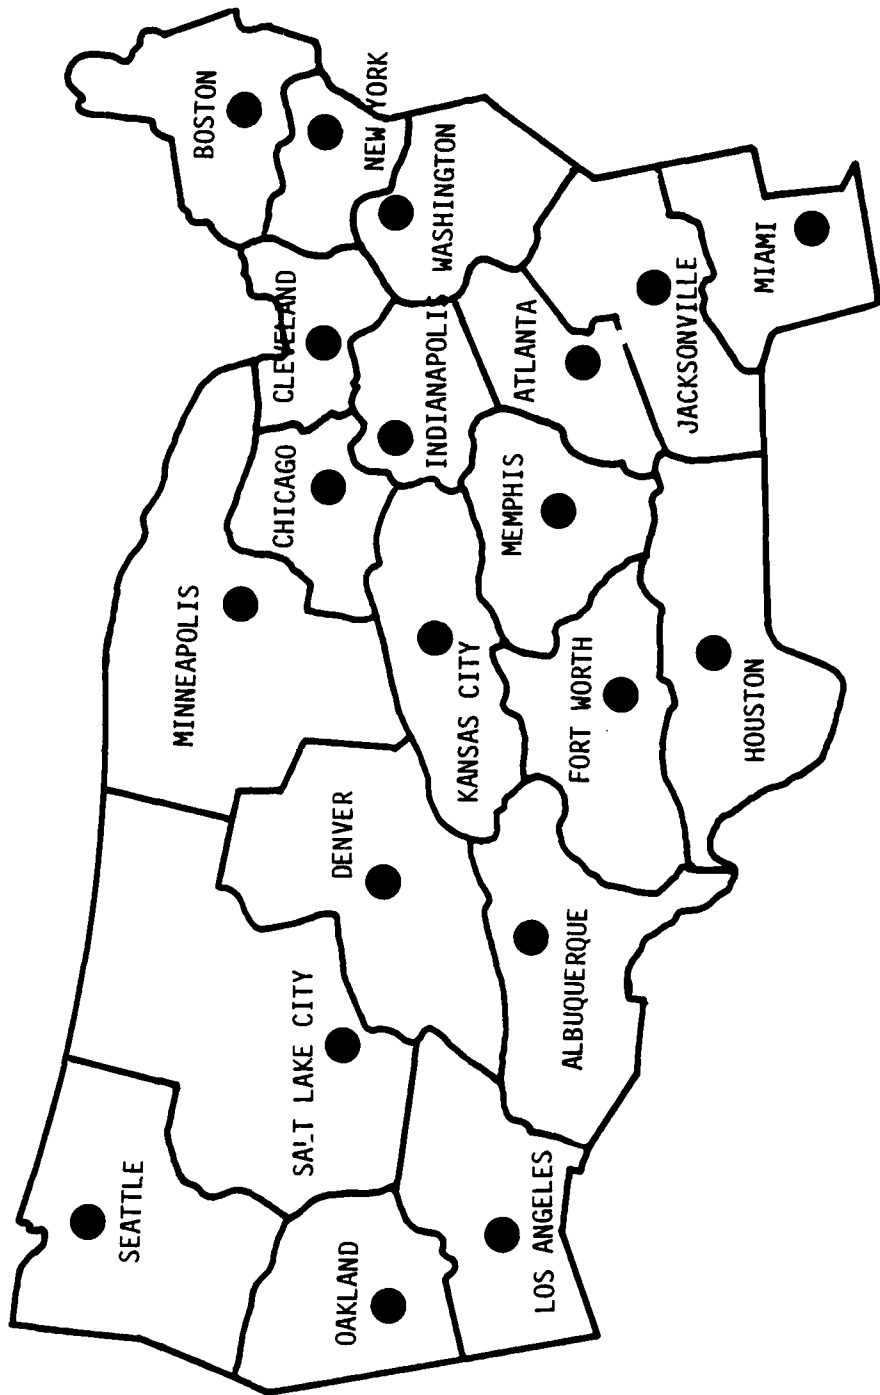 SEATTLE
OAKLAND
LOS ANGELES
SALT LAKE CITY
ALBUQUERQUE
DENVER
MINNEAPOLIS
KANSAS CITY
FORT WORTH
HOUSTON
CHICAGO
MEMPHIS
INDIANAPOLIS
CLEVELAND
ATLANTA
JACKSONVILLE
MIAMI
WASHINGTON
NEW YORK
BOSTON